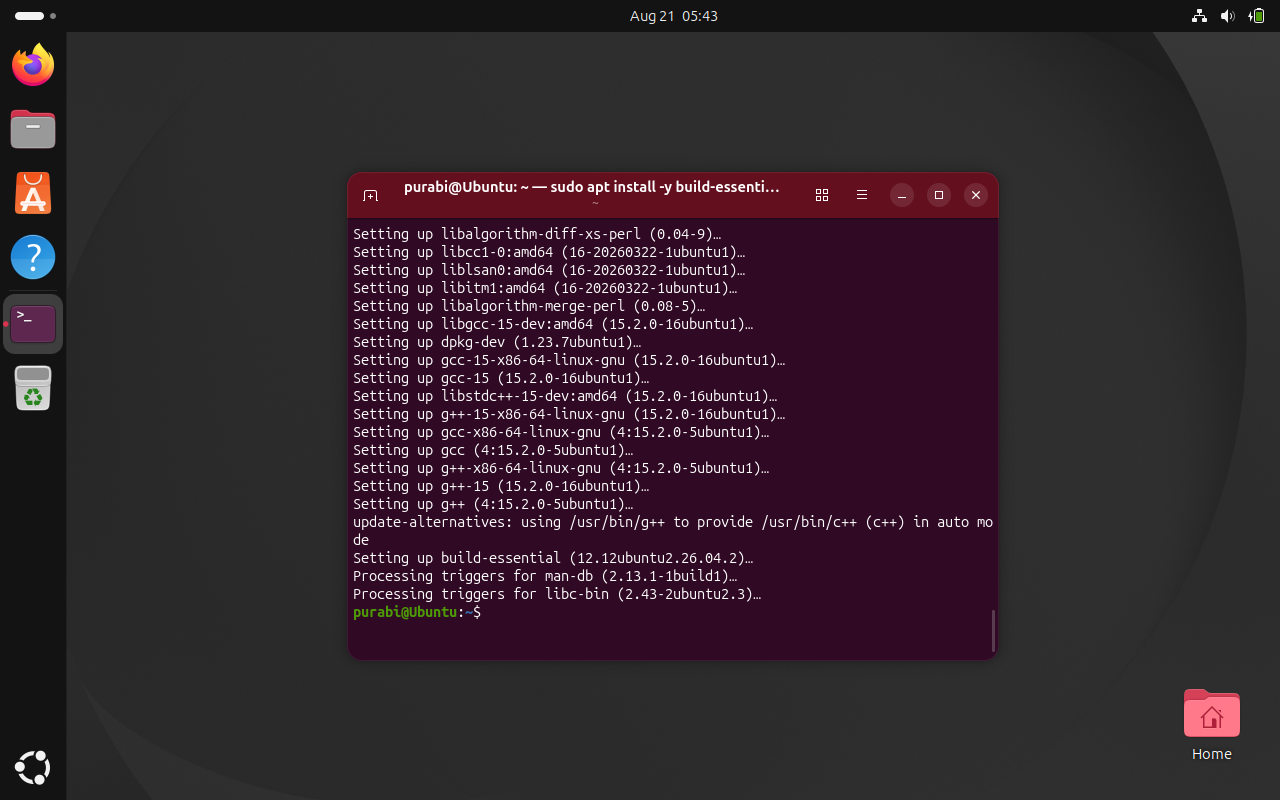 Aug 21 05:43
purabi@Ubuntu: ~ — sudo apt install -y build-essenti…
~
Setting up libalgorithm-diff-xs-perl (0.04-9)…
Setting up libcc1-0:amd64 (16-20260322-1ubuntu1)…
Setting up liblsan0:amd64 (16-20260322-1ubuntu1)…
Setting up libitm1:amd64 (16-20260322-1ubuntu1)…
Setting up libalgorithm-merge-perl (0.08-5)…
Setting up libgcc-15-dev:amd64 (15.2.0-16ubuntu1)…
Setting up dpkg-dev (1.23.7ubuntu1)…
Setting up gcc-15-x86-64-linux-gnu (15.2.0-16ubuntu1)…
Setting up gcc-15 (15.2.0-16ubuntu1)…
Setting up libstdc++-15-dev:amd64 (15.2.0-16ubuntu1)…
Setting up g++-15-x86-64-linux-gnu (15.2.0-16ubuntu1)…
Setting up gcc-x86-64-linux-gnu (4:15.2.0-5ubuntu1)…
Setting up gcc (4:15.2.0-5ubuntu1)…
Setting up g++-x86-64-linux-gnu (4:15.2.0-5ubuntu1)…
Setting up g++-15 (15.2.0-16ubuntu1)…
Setting up g++ (4:15.2.0-5ubuntu1)…
update-alternatives: using /usr/bin/g++ to provide /usr/bin/c++ (c++) in auto mo
de
Setting up build-essential (12.12ubuntu2.26.04.2)…
Processing triggers for man-db (2.13.1-1build1)…
Processing triggers for libc-bin (2.43-2ubuntu2.3)…
purabi@Ubuntu:~$
Home